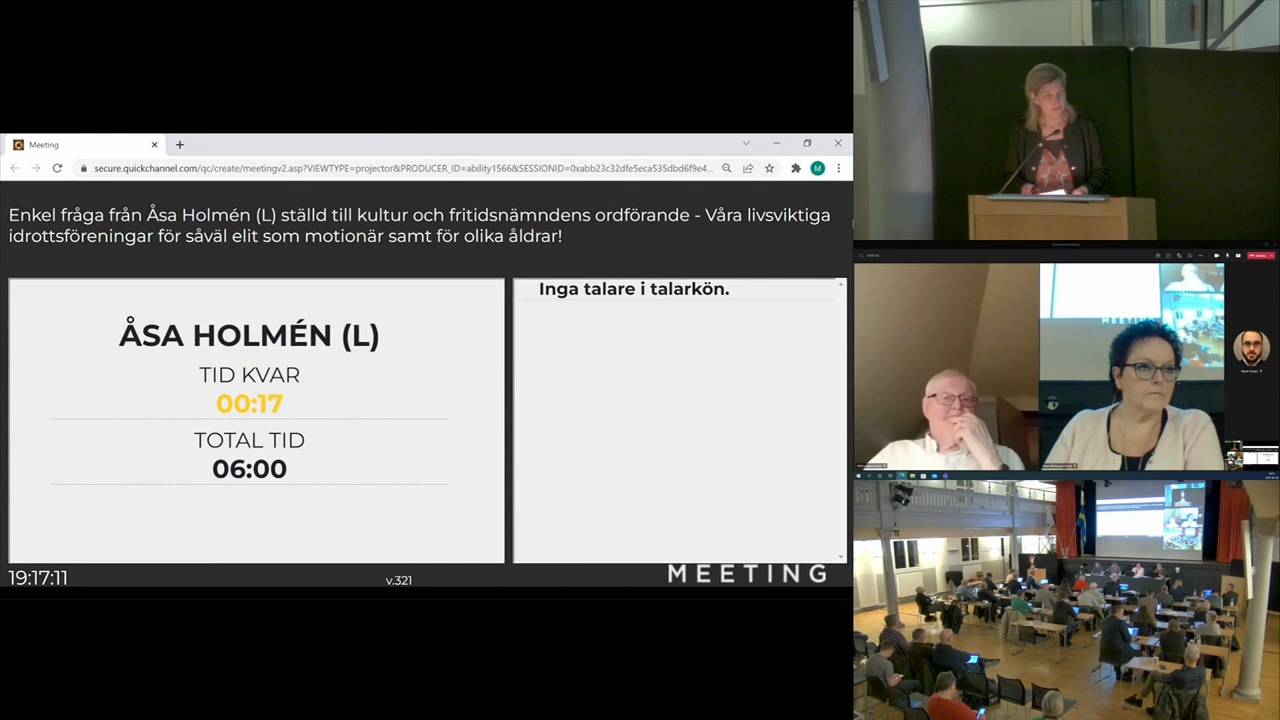 Meeting
secure.quickchannel.com/qc/create/meetingv2.asp?VIEWTYPE=projector&PRODUCER_ID=ability1566&SESSIONID=0xabb23c32dfe5eca535dbd6f9e4...
M
Enkel fråga från Åsa Holmén (L) ställd till kultur och fritidsnämndens ordförande - Våra livsviktiga
idrottsföreningar för såväl elit som motionär samt för olika åldrar!
ÅSA HOLMÉN (L)
TID KVAR
00:17
TOTAL TID
06:00
Inga talare i talarkön.
19:17:11
v.321
MEETING
MEETING